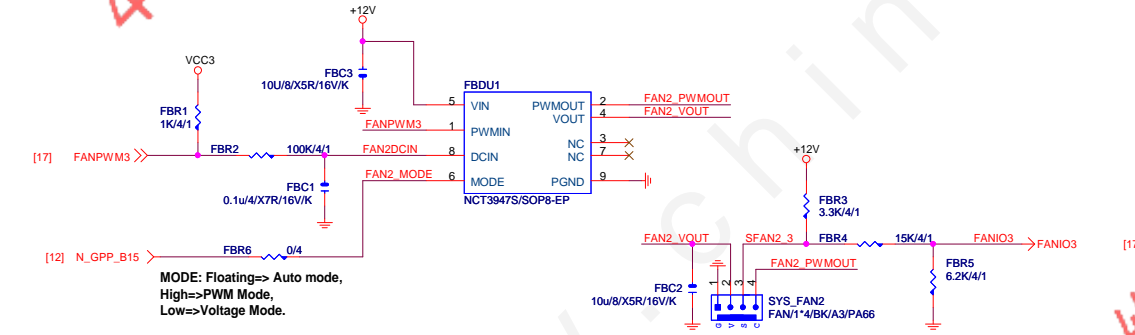 +12V
VCC3
FBC3
10U/8/X5R/16V/K
FBDU1
FBR1
1K/4/1
5
VIN
PWMOUT
2
FAN2_PWMOUT
VOUT
4
FAN2_VOUT
FANPWM3
1
PWMIN
NC
3
[17]
FANPWM3
FBR2
100K/4/1
FAN2DCIN
8
DCIN
NC
7
+12V
FBC1
0.1u/4/X7R/16V/K
FAN2_MODE
6
MODE
PGND
9
NCT3947S/SOP8-EP
FBR3
3.3K/4/1
FAN2_VOUT
SFAN2_3
FBR4
15K/4/1
FANIO3
FANIO3
[17
[12]
N_GPP_B15
FBR6
0/4
FAN2_PWMOUT
MODE: Floating=> Auto mode,
High=>PWM Mode,
Low=>Voltage Mode.
FBC2
10u/8/X5R/16V/K
1
2
3
4
FBR5
6.2K/4/1
SYS_FAN2
FAN/1*4/BK/A3/PA66
G
V
S
C